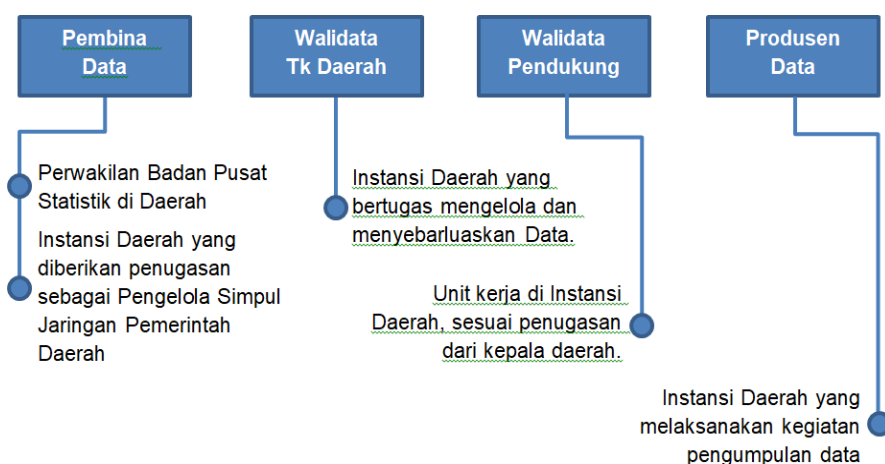 Pembina
Data
Walidata
Tk Daerah
Walidata
Pendukung
Produsen
Data
Perwakilan Badan Pusat
Statistik di Daerah
Instansi Daerah yang
diberikan penugasan
sebagai Pengelola Simpul
Jaringan Pemerintah
Daerah
Instansi Daerah yang
bertugas mengelola dan
menyebarluaskan Data.
Unit kerja di Instansi
Daerah, sesuai penugasan
dari kepala daerah.
Instansi Daerah yang
melaksanakan kegiatan
pengumpulan data